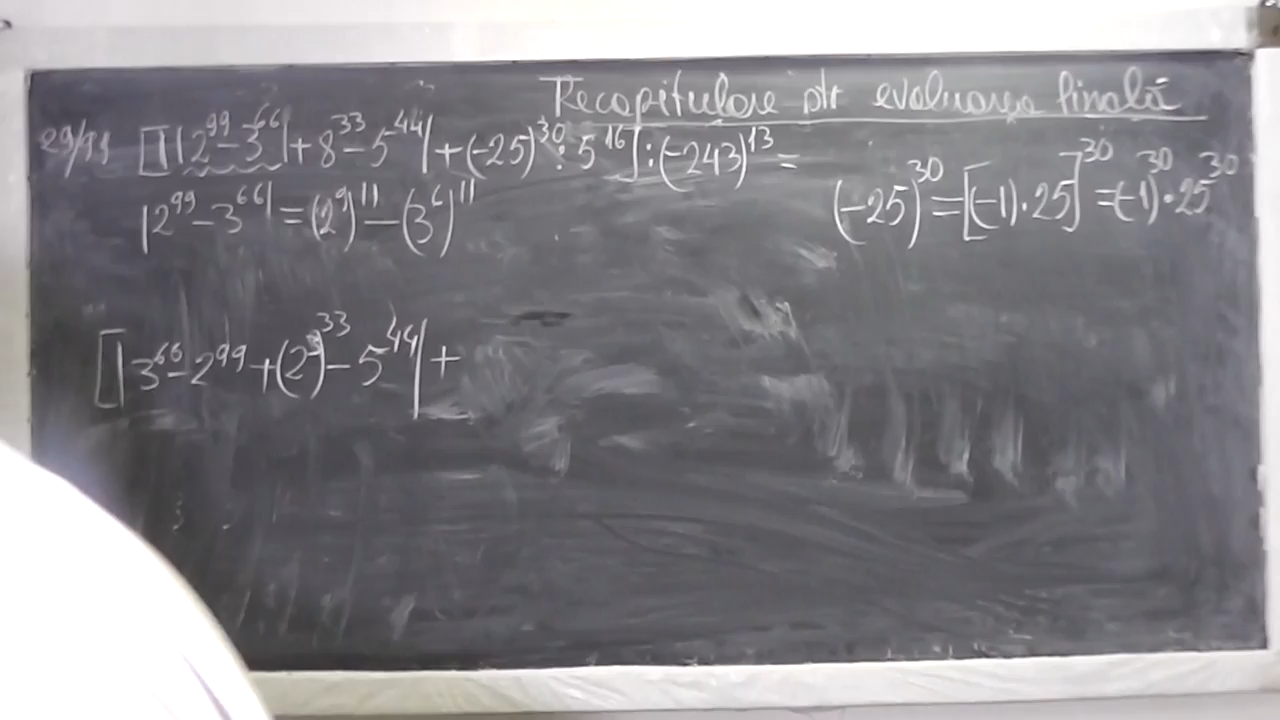 Recapitulare ptr evaluarea finală
29/91 [||2^99 - 3^66| + 8^33 - 5^44| + (-25)^30 : 5^16] : (-243)^13 =
|2^99 - 3^66| = (2^9)^11 - (3^6)^11
(-25)^30 = [(-1)·25]^30 = (-1)^30·25^30
[|3^66 - 2^99 + (2^3)^33 - 5^44| +